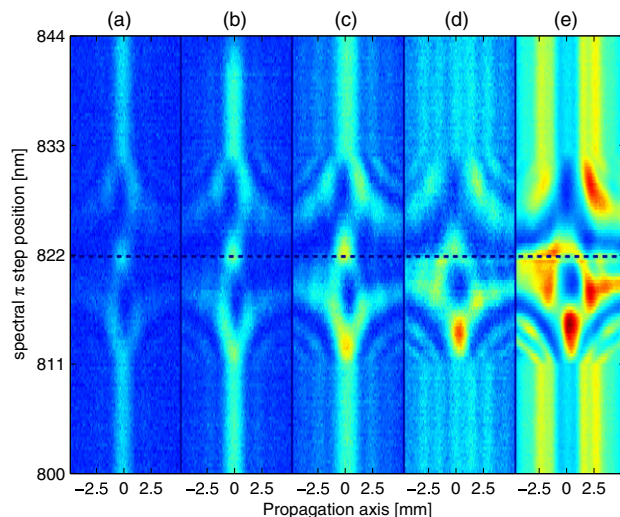 (a) (b) (c) (d) (e)
844
833
822
811
800
spectral π step position [nm]
−2.5 0 2.5 −2.5 0 2.5 −2.5 0 2.5 −2.5 0 2.5 −2.5 0 2.5
Propagation axis [mm]